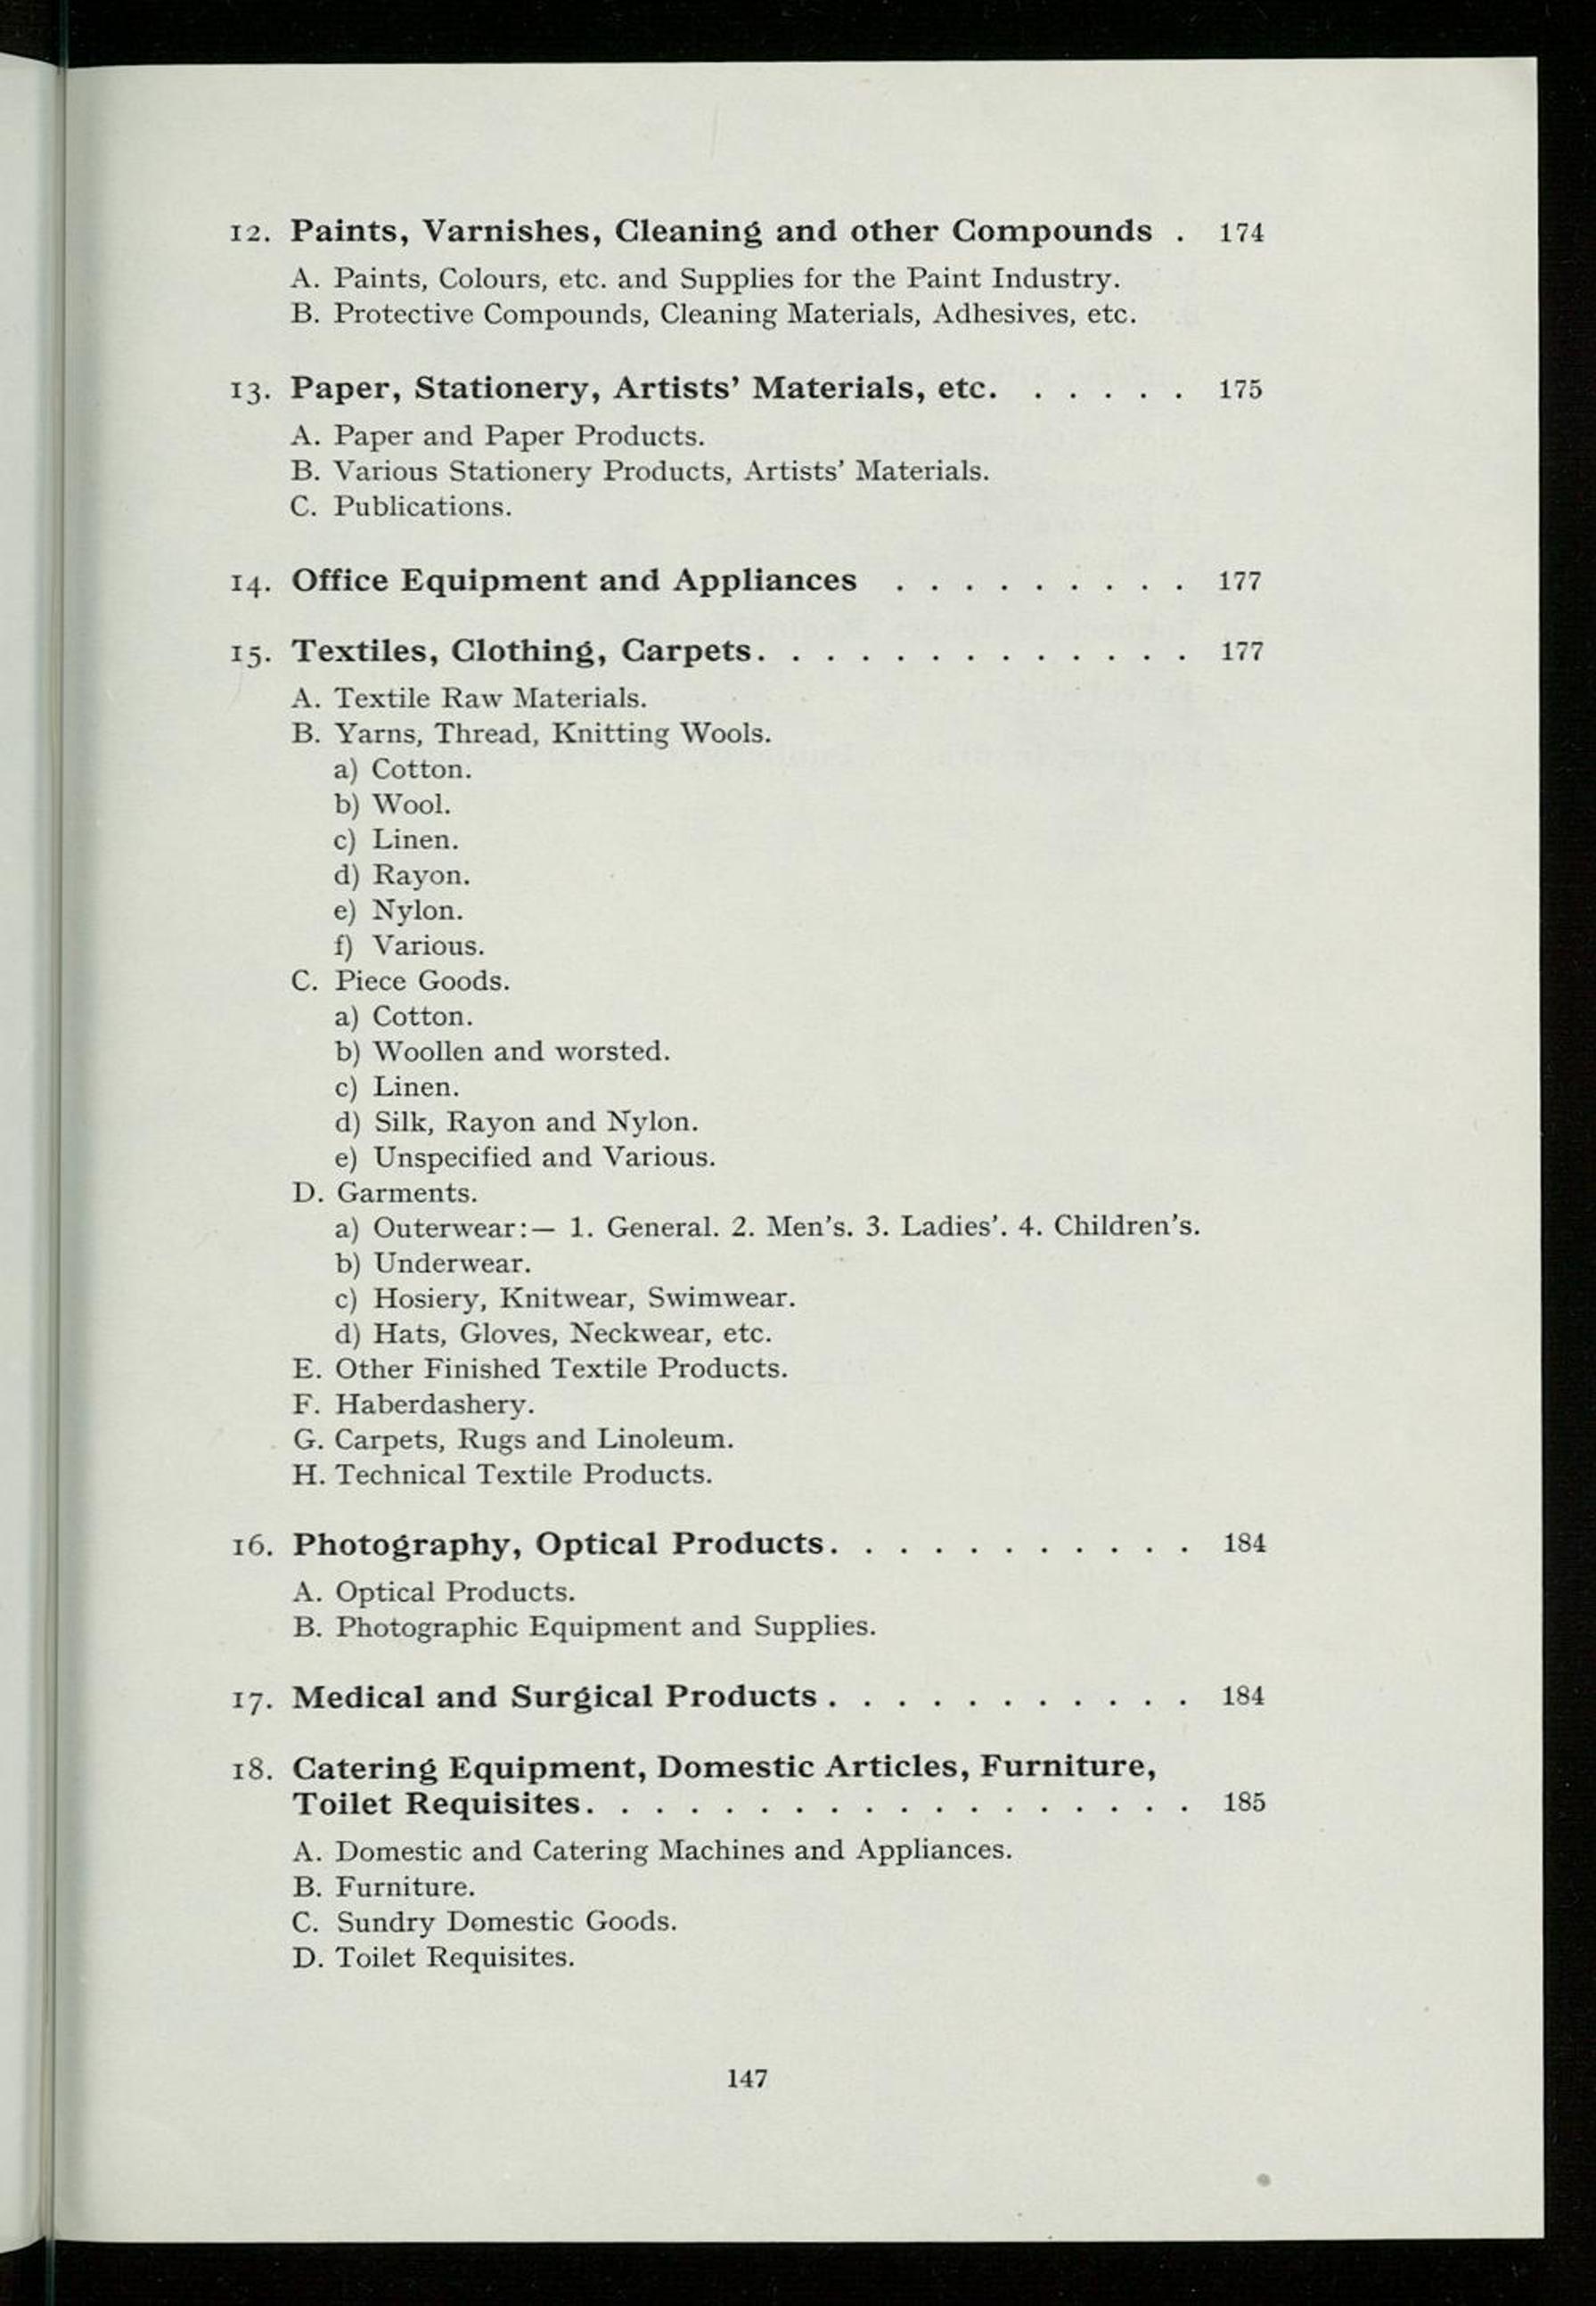 12. Paints, Varnishes, Cleaning and other Compounds . 174
A. Paints, Colours, etc. and Supplies for the Paint Industry.
B. Protective Compounds, Cleaning Materials, Adhesives, etc.
13. Paper, Stationery, Artists’ Materials, etc. . . . . . 175
A. Paper and Paper Products.
B. Various Stationery Products, Artists’ Materials.
C. Publications.
14. Office Equipment and Appliances . . . . . . . . . 177
15. Textiles, Clothing, Carpets. . . . . . . . . . . . . 177
A. Textile Raw Materials.
B. Yarns, Thread, Knitting Wools.
a) Cotton.
b) Wool.
c) Linen.
d) Rayon.
e) Nylon.
f) Various.
C. Piece Goods.
a) Cotton.
b) Woollen and worsted.
c) Linen.
d) Silk, Rayon and Nylon.
e) Unspecified and Various.
D. Garments.
a) Outerwear:— 1. General. 2. Men’s. 3. Ladies’. 4. Children’s.
b) Underwear.
c) Hosiery, Knitwear, Swimwear.
d) Hats, Gloves, Neckwear, etc.
E. Other Finished Textile Products.
F. Haberdashery.
G. Carpets, Rugs and Linoleum.
H. Technical Textile Products.
16. Photography, Optical Products. . . . . . . . . . . 184
A. Optical Products.
B. Photographic Equipment and Supplies.
17. Medical and Surgical Products . . . . . . . . . . . 184
18. Catering Equipment, Domestic Articles, Furniture,
Toilet Requisites. . . . . . . . . . . . . . . . . . 185
A. Domestic and Catering Machines and Appliances.
B. Furniture.
C. Sundry Domestic Goods.
D. Toilet Requisites.
147